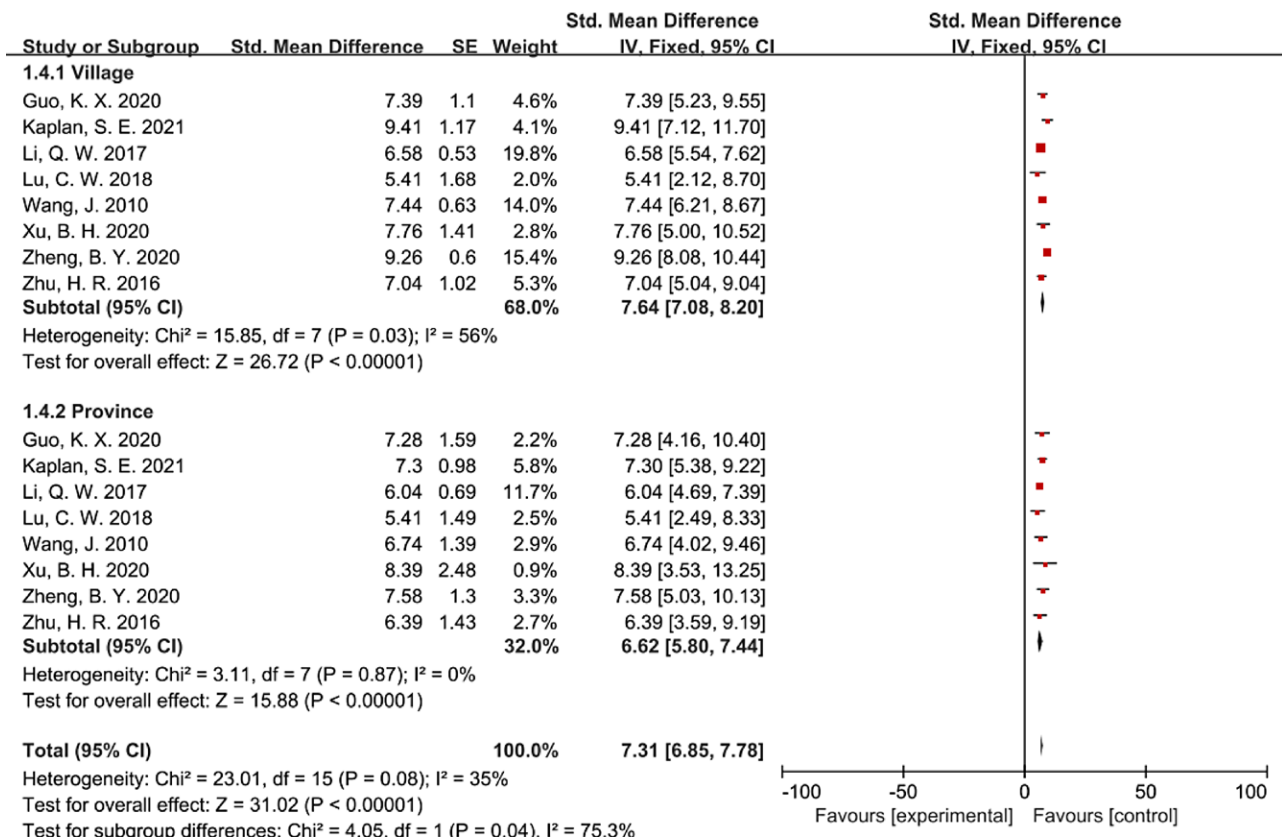 Std. Mean Difference Std. Mean Difference
Study or Subgroup Std. Mean Difference SE Weight IV, Fixed, 95% CI IV, Fixed, 95% CI
1.4.1 Village
Guo, K. X. 2020 7.39 1.1 4.6% 7.39 [5.23, 9.55]
Kaplan, S. E. 2021 9.41 1.17 4.1% 9.41 [7.12, 11.70]
Li, Q. W. 2017 6.58 0.53 19.8% 6.58 [5.54, 7.62]
Lu, C. W. 2018 5.41 1.68 2.0% 5.41 [2.12, 8.70]
Wang, J. 2010 7.44 0.63 14.0% 7.44 [6.21, 8.67]
Xu, B. H. 2020 7.76 1.41 2.8% 7.76 [5.00, 10.52]
Zheng, B. Y. 2020 9.26 0.6 15.4% 9.26 [8.08, 10.44]
Zhu, H. R. 2016 7.04 1.02 5.3% 7.04 [5.04, 9.04]
Subtotal (95% CI) 68.0% 7.64 [7.08, 8.20]
Heterogeneity: Chi² = 15.85, df = 7 (P = 0.03); I² = 56%
Test for overall effect: Z = 26.72 (P < 0.00001)
1.4.2 Province
Guo, K. X. 2020 7.28 1.59 2.2% 7.28 [4.16, 10.40]
Kaplan, S. E. 2021 7.3 0.98 5.8% 7.30 [5.38, 9.22]
Li, Q. W. 2017 6.04 0.69 11.7% 6.04 [4.69, 7.39]
Lu, C. W. 2018 5.41 1.49 2.5% 5.41 [2.49, 8.33]
Wang, J. 2010 6.74 1.39 2.9% 6.74 [4.02, 9.46]
Xu, B. H. 2020 8.39 2.48 0.9% 8.39 [3.53, 13.25]
Zheng, B. Y. 2020 7.58 1.3 3.3% 7.58 [5.03, 10.13]
Zhu, H. R. 2016 6.39 1.43 2.7% 6.39 [3.59, 9.19]
Subtotal (95% CI) 32.0% 6.62 [5.80, 7.44]
Heterogeneity: Chi² = 3.11, df = 7 (P = 0.87); I² = 0%
Test for overall effect: Z = 15.88 (P < 0.00001)
Total (95% CI) 100.0% 7.31 [6.85, 7.78]
Heterogeneity: Chi² = 23.01, df = 15 (P = 0.08); I² = 35%
-100 -50 0 50 100
Test for overall effect: Z = 31.02 (P < 0.00001)
Favours [experimental] Favours [control]
Test for subgroup differences: Chi² = 4.05, df = 1 (P = 0.04), I² = 75.3%